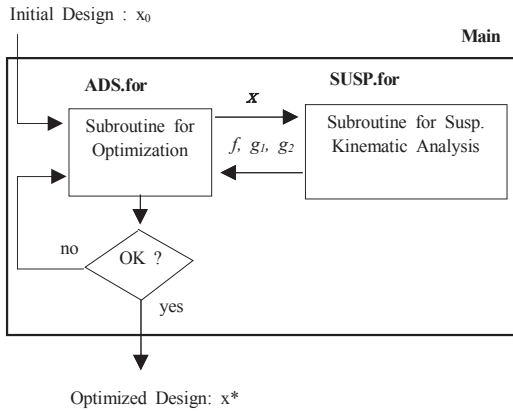 Initial Design : x₀
Main
ADS.for
SUSP.for
Subroutine for
Optimization
x
f, g₁, g₂
Subroutine for Susp.
Kinematic Analysis
no
OK ?
yes
Optimized Design: x*